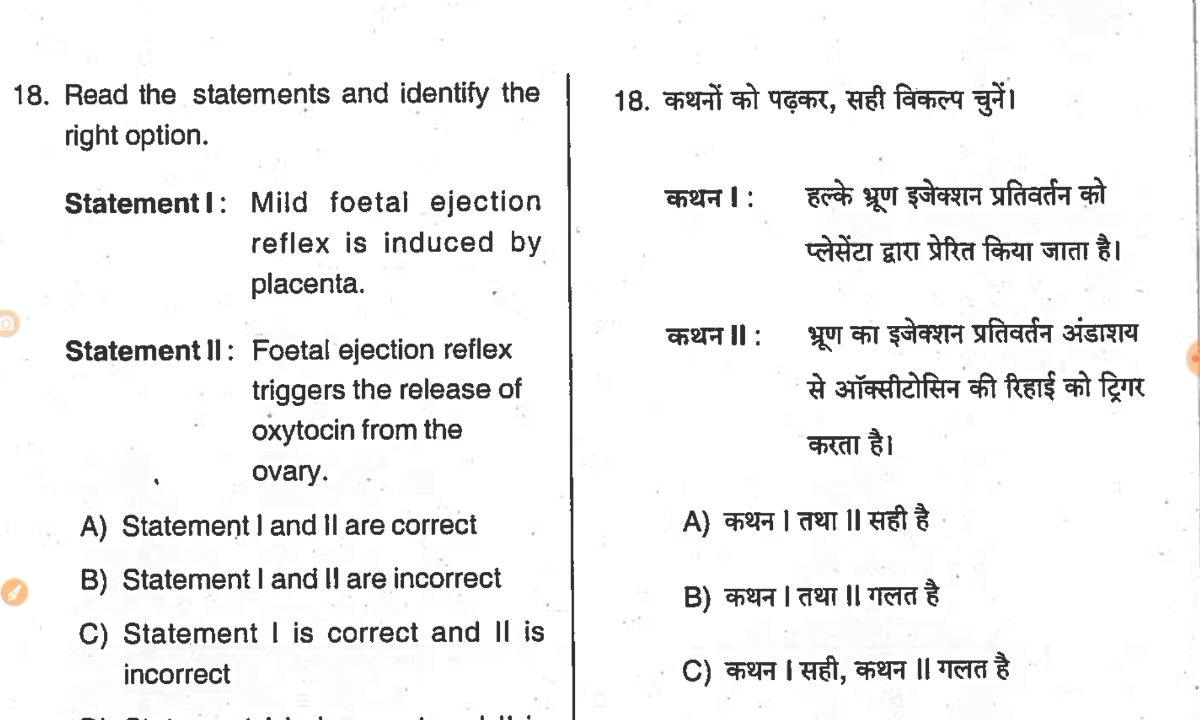 18. Read the statements and identify the
right option.
Statement I : Mild foetal ejection
reflex is induced by
placenta.
Statement II : Foetal ejection reflex
triggers the release of
oxytocin from the
ovary.
A) Statement I and II are correct
B) Statement I and II are incorrect
C) Statement I is correct and II is
incorrect
18. कथनों को पढ़कर, सही विकल्प चुनें।
कथन I : हल्के भ्रूण इजेक्शन प्रतिवर्तन को
प्लेसेंटा द्वारा प्रेरित किया जाता है।
कथन II : भ्रूण का इजेक्शन प्रतिवर्तन अंडाशय
से ऑक्सीटोसिन की रिहाई को ट्रिगर
करता है।
A) कथन I तथा II सही है
B) कथन I तथा II गलत है
C) कथन I सही, कथन II गलत है